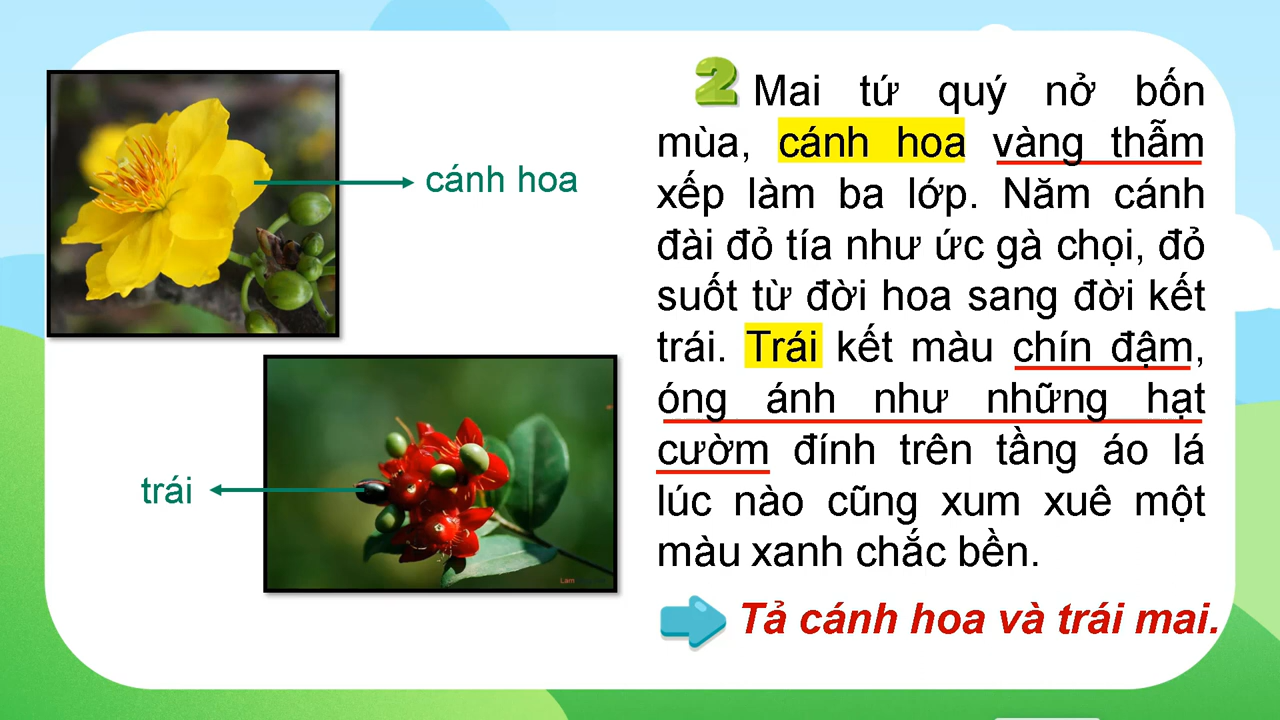 cánh hoa
trái
Lam
2 Mai tứ quý nở bốn
mùa, cánh hoa vàng thẫm
xếp làm ba lớp. Năm cánh
đài đỏ tía như ức gà chọi, đỏ
suốt từ đời hoa sang đời kết
trái. Trái kết màu chín đậm,
óng ánh như những hạt
cườm đính trên tầng áo lá
lúc nào cũng xum xuê một
màu xanh chắc bền.
Tả cánh hoa và trái mai.